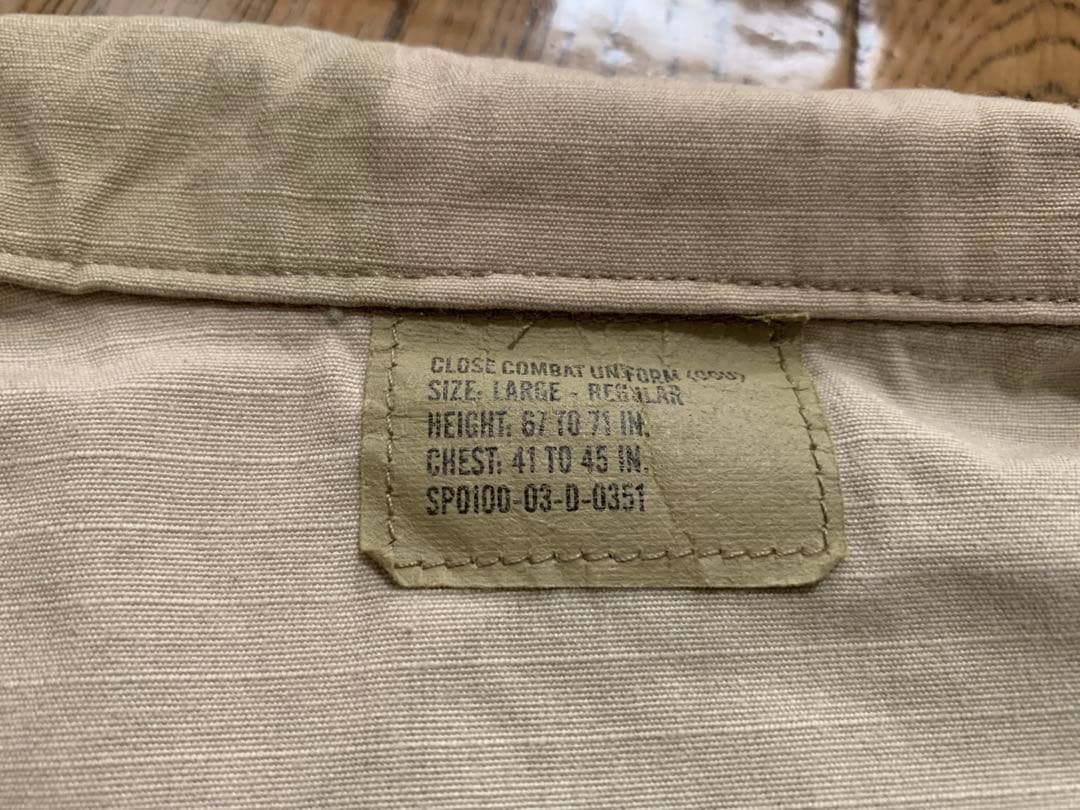 CLOSE COMBAT UNIFORM (CCU)
SIZE: LARGE - REGULAR
HEIGHT: 67 TO 71 IN.
CHEST: 41 TO 45 IN.
SP0100-03-D-0351